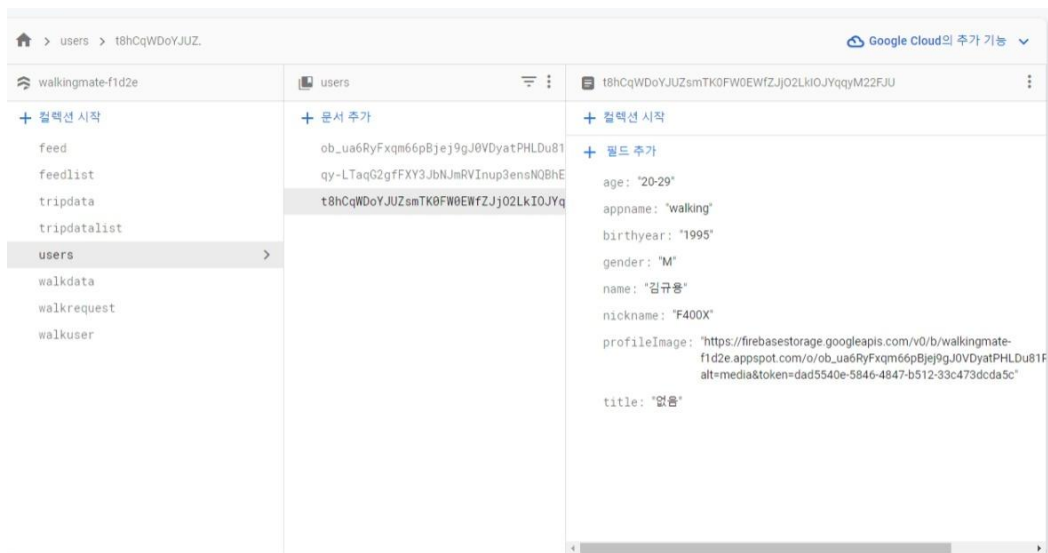 users
t8hCqWDoYJUZ.
Google Cloud의 추가 기능
walkingmate-f1d2e
users
t8hCqWDoYJUZsmTK0FW0EWfZJjO2LkIOJYqqyM22FJU
컬렉션 시작
feed
feedlist
tripdata
tripdatalist
users
walkdata
walkrequest
walkuser
문서 추가
ob_ua6RyFxqm66pBjej9gJ0VDyatPHLDu81
qy-LTaqG2gfFXY3JbNJmRVInup3ensNQBhE
t8hCqWDoYJUZsmTK0FW0EWfZJjO2LkIOJYq
컬렉션 시작
필드 추가
age: "20-29"
appname: "walking"
birthyear: "1995"
gender: "M"
name: "김규용"
nickname: "F400X"
profileImage: "https://firebasestorage.googleapis.com/v0/b/walkingmate-
f1d2e.appspot.com/o/ob_ua6RyFxqm66pBjej9gJ0VDyatPHLDu81F
alt=media&token=dad5540e-5846-4847-b512-33c473dcda5c"
title: "없음"